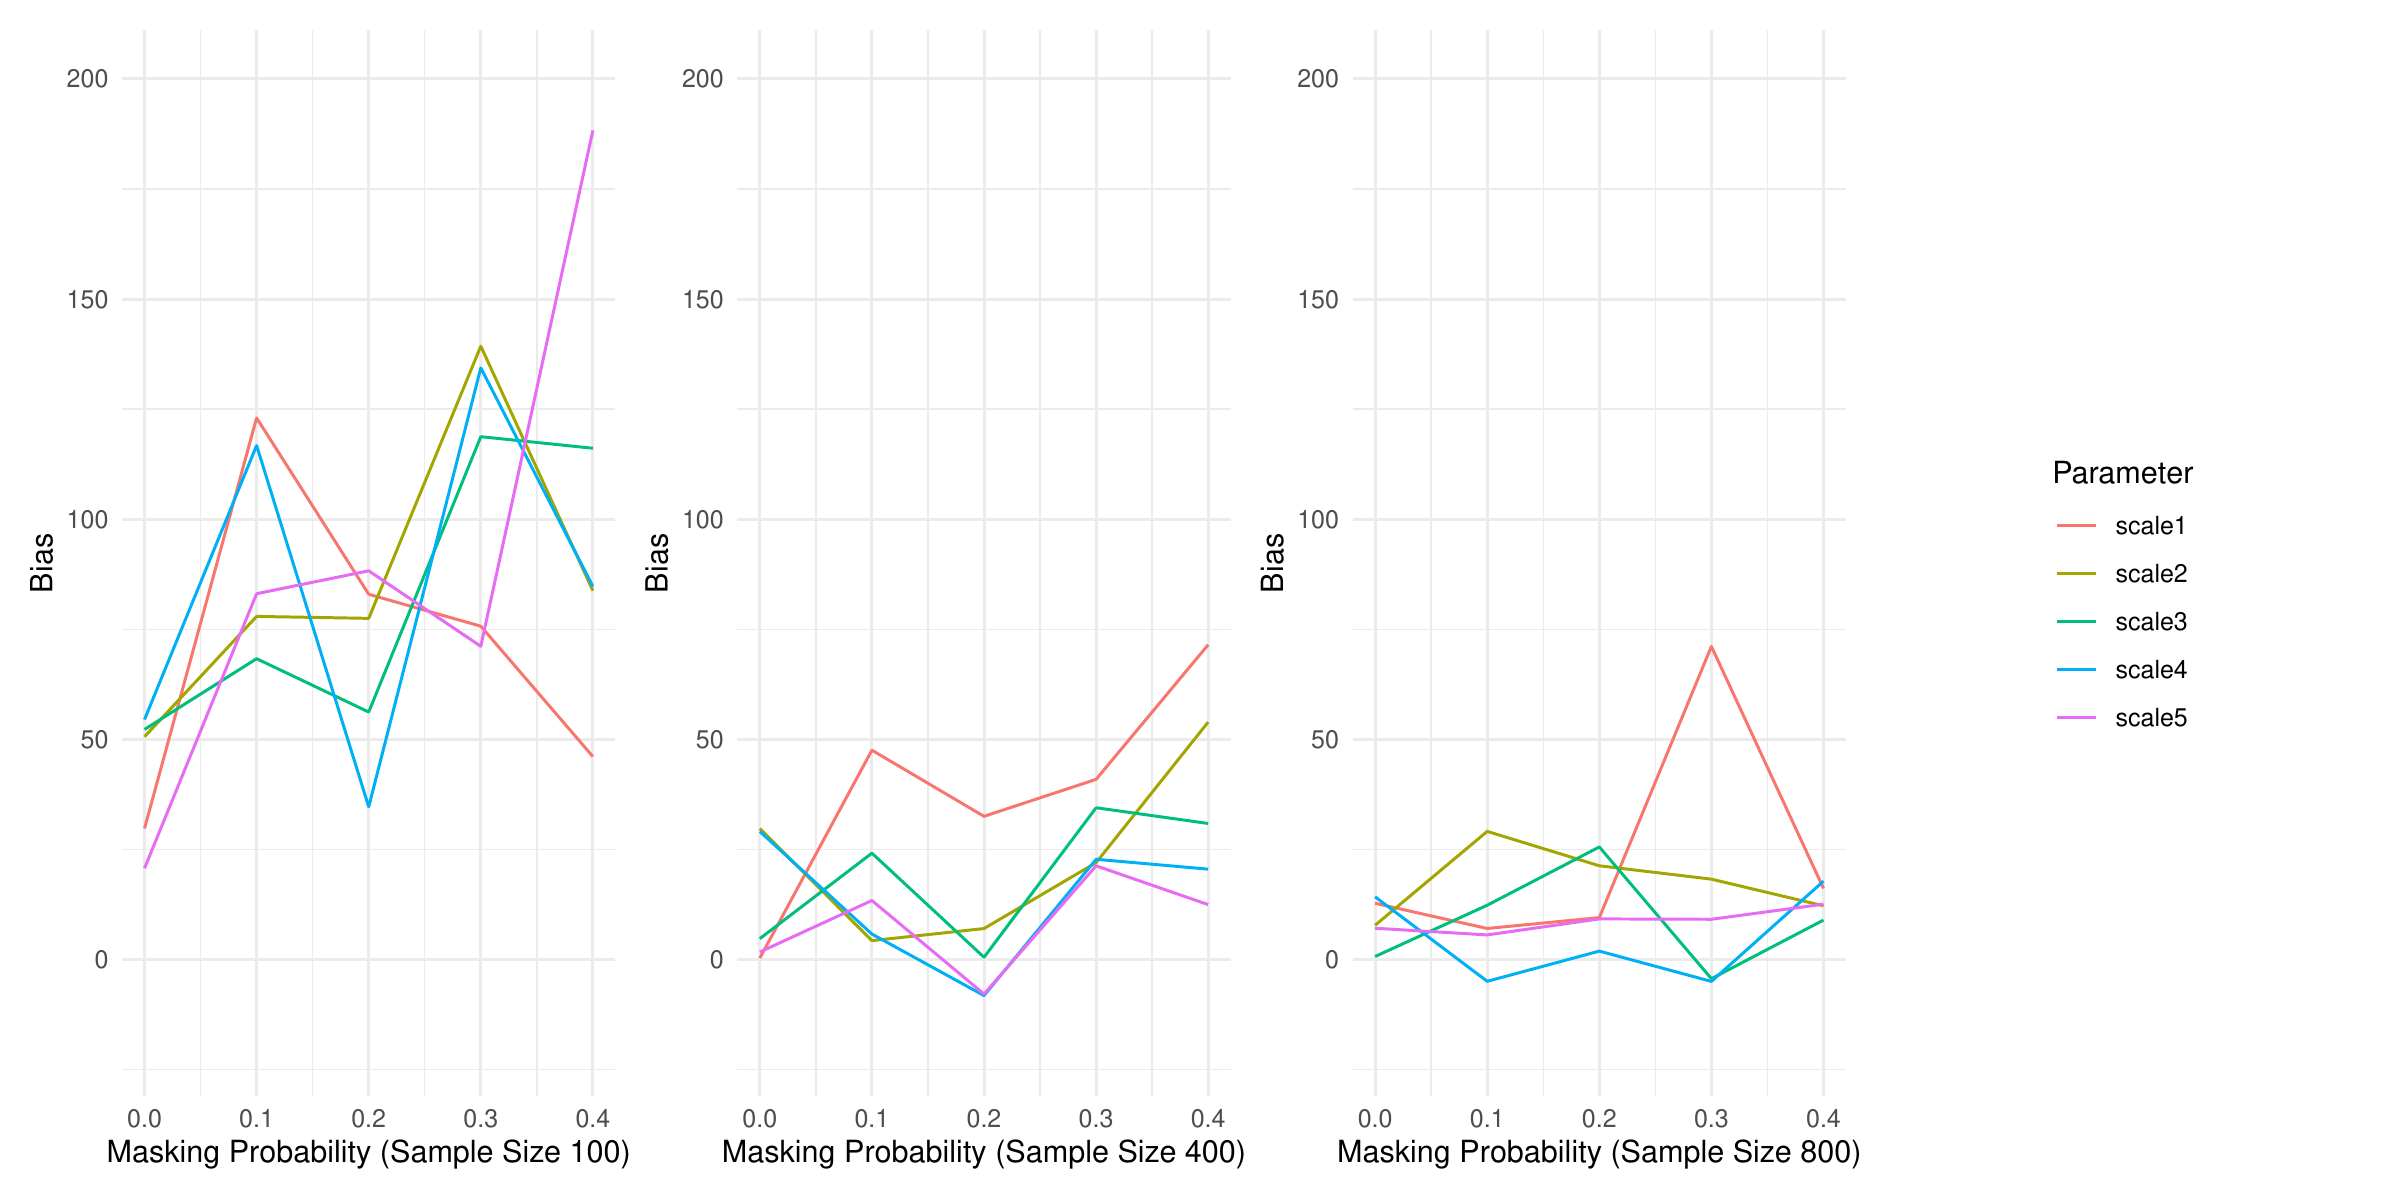 Bias
200
150
100
50
0
0.0 0.1 0.2 0.3 0.4
Masking Probability (Sample Size 100)
Bias
200
150
100
50
0
0.0 0.1 0.2 0.3 0.4
Masking Probability (Sample Size 400)
Bias
200
150
100
50
0
0.0 0.1 0.2 0.3 0.4
Masking Probability (Sample Size 800)
Parameter
scale1
scale2
scale3
scale4
scale5